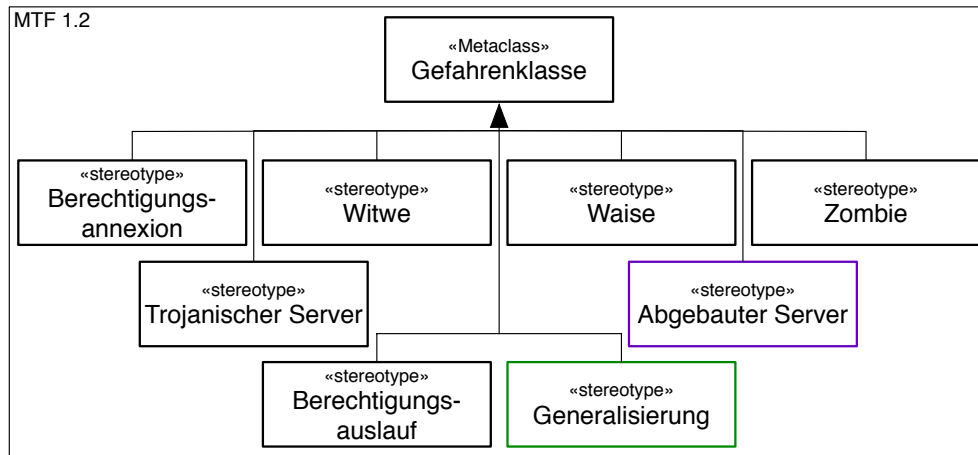 MTF 1.2
«Metaclass»
Gefahrenklasse
«stereotype»
Berechtigungs-
annexion
«stereotype»
Witwe
«stereotype»
Waise
«stereotype»
Zombie
«stereotype»
Trojanischer Server
«stereotype»
Abgebauter Server
«stereotype»
Berechtigungs-
auslauf
«stereotype»
Generalisierung